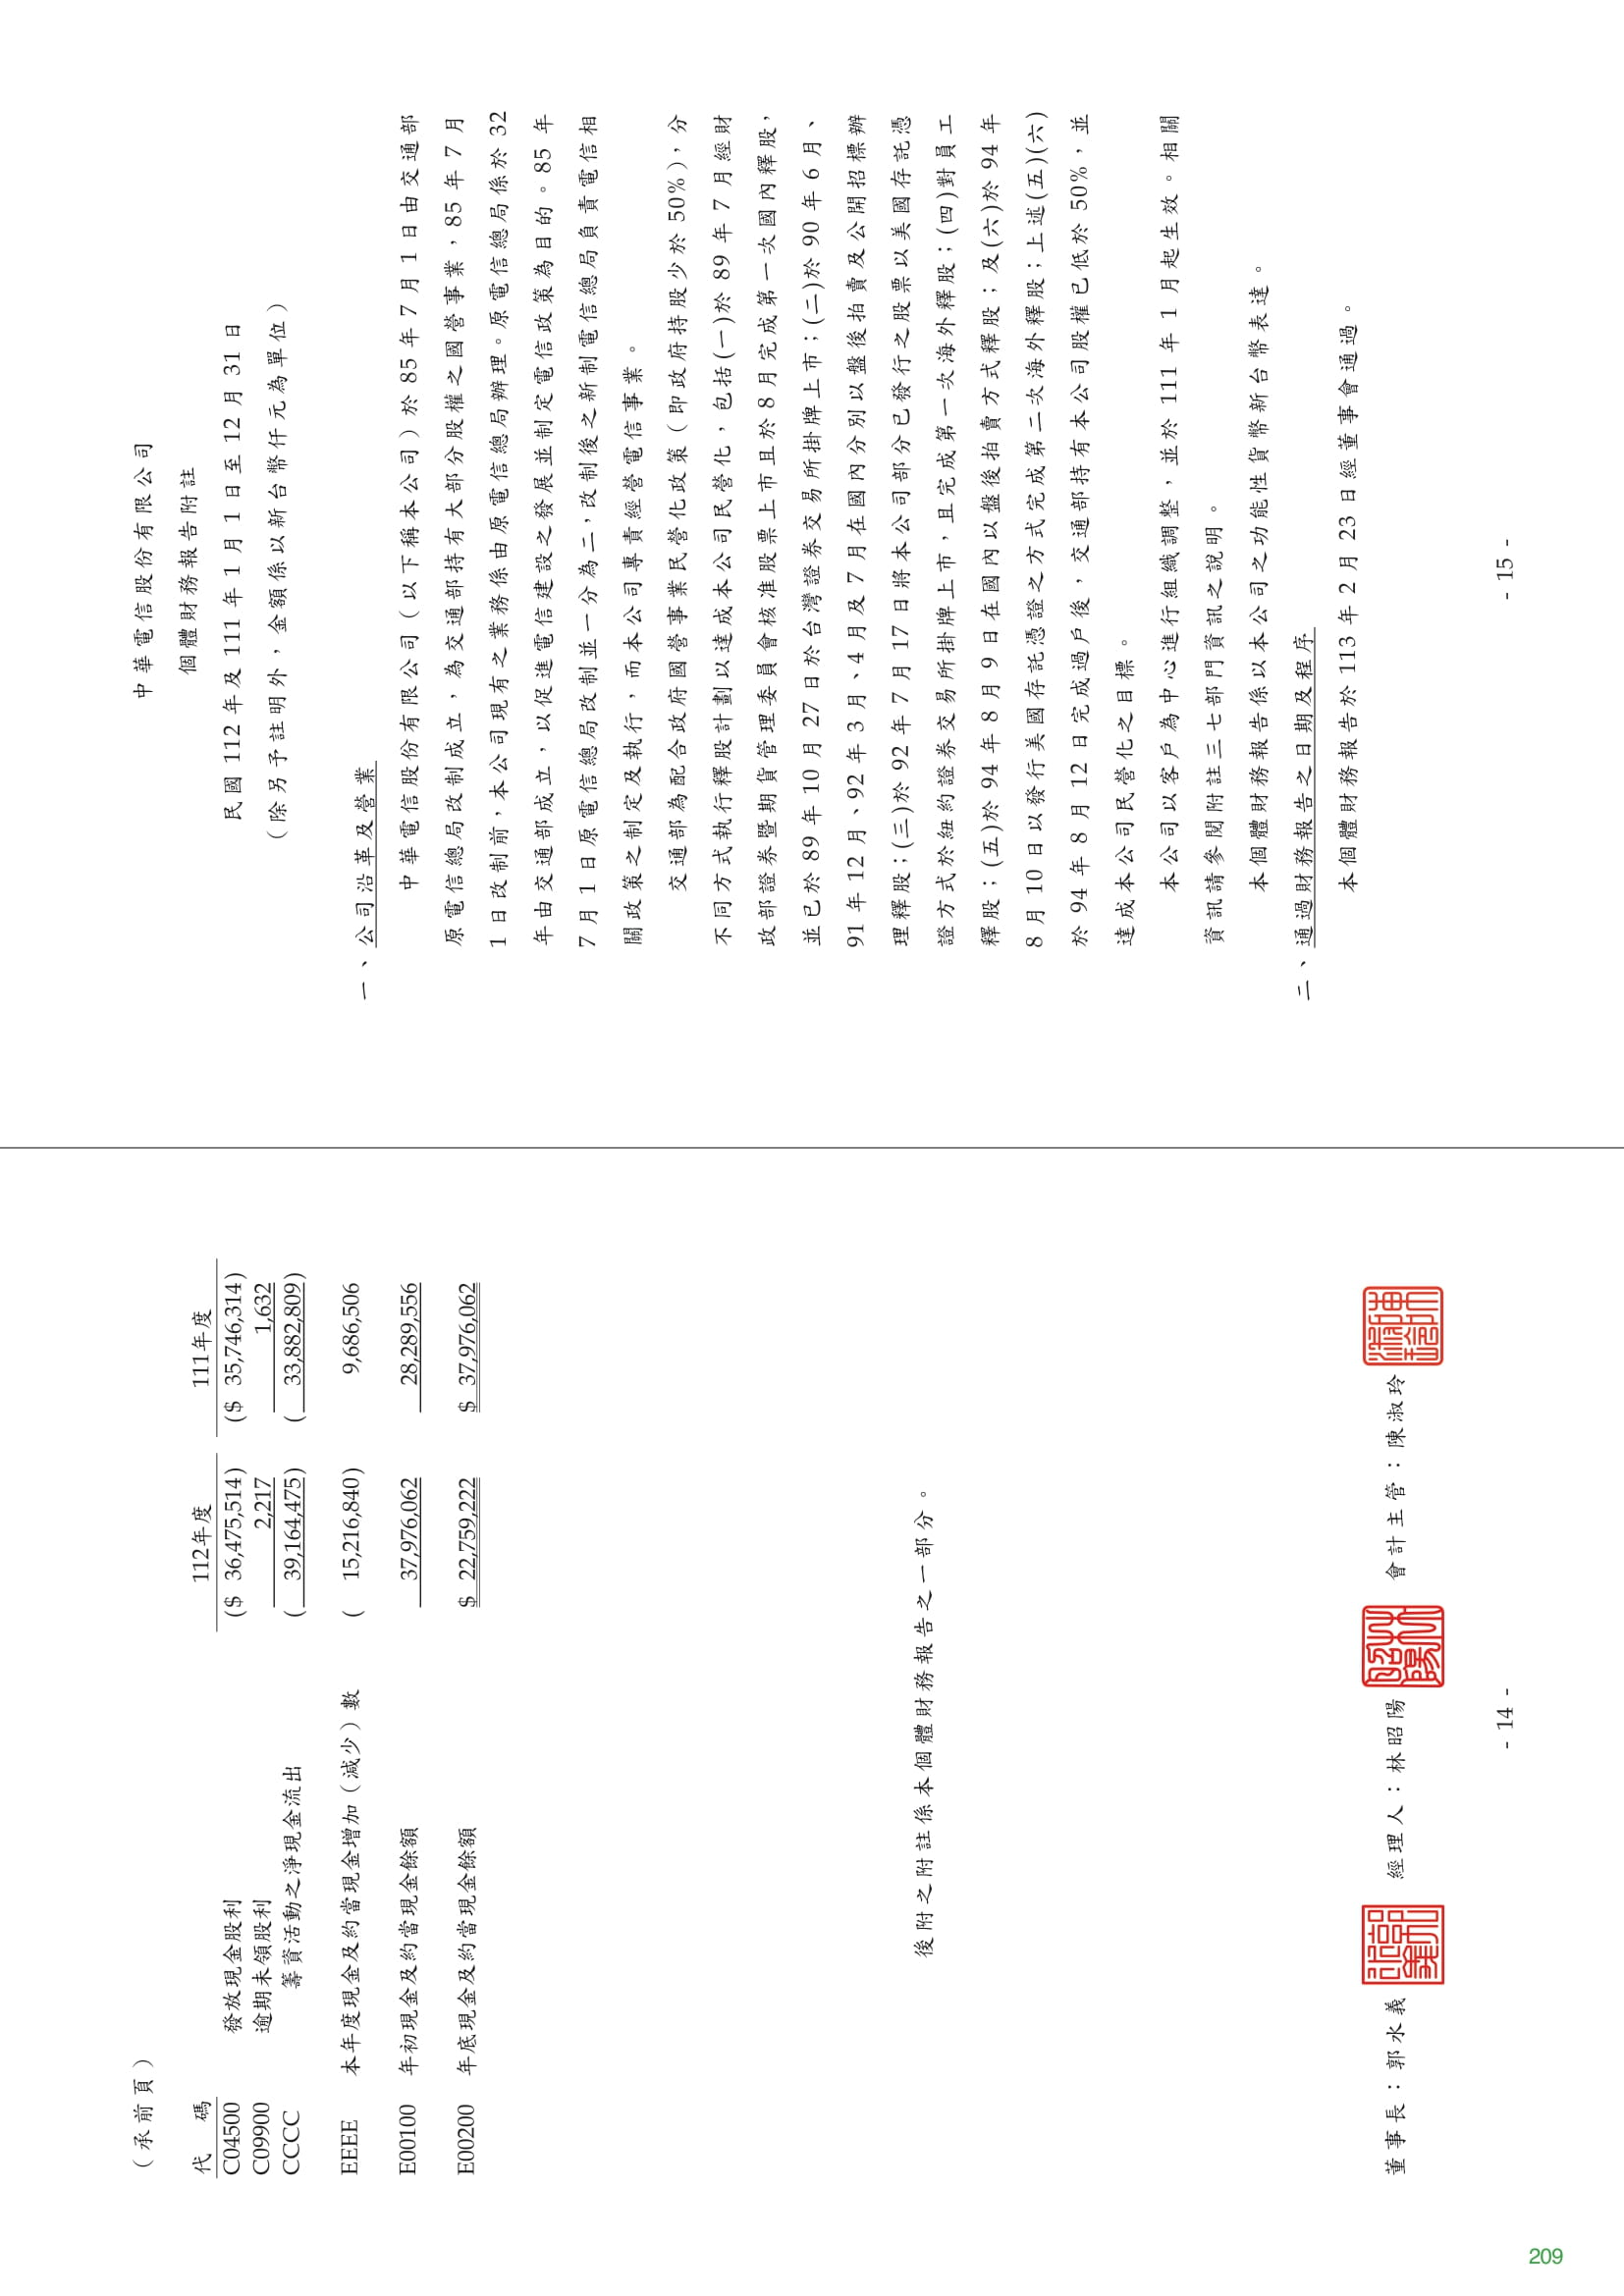 (承前頁)
代 碼 112年度 111年度
C04500 發放現金股利 ($ 36,475,514) ($ 35,746,314)
C09900 逾期未領股利 2,217 1,632
CCCC 籌資活動之淨現金流出 ( 39,164,475) ( 33,882,809)
EEEE 本年度現金及約當現金增加(減少)數 ( 15,216,840) 9,686,506
E00100 年初現金及約當現金餘額 37,976,062 28,289,556
E00200 年底現金及約當現金餘額 $ 22,759,222 $ 37,976,062
後附之附註係本個體財務報告之一部分。
董事長:郭水義 經理人:林昭陽 會計主管:陳淑玲
- 14 -
中華電信股份有限公司
個體財務報告附註
民國 112 年及 111 年 1 月 1 日至 12 月 31 日
(除另予註明外,金額係以新台幣仟元為單位)
一、公司沿革及營業
中華電信股份有限公司(以下稱本公司)於 85 年 7 月 1 日由交通部
原電信總局改制成立,為交通部持有大部分股權之國營事業,85 年 7 月
1 日改制前,本公司現有之業務係由原電信總局辦理。原電信總局係於 32
年由交通部成立,以促進電信建設之發展並制定電信政策為目的。85 年
7 月 1 日原電信總局改制並一分為二,改制後之新制電信總局負責電信相
關政策之制定及執行,而本公司專責經營電信事業。
交通部為配合政府國營事業民營化政策(即政府持股少於 50%),分
不同方式執行釋股計劃以達成本公司民營化,包括(一)於 89 年 7 月經財
政部證券暨期貨管理委員會核准股票上市且於 8 月完成第一次國內釋股,
並已於 89 年 10 月 27 日於台灣證券交易所掛牌上市;(二)於 90 年 6 月、
91 年 12 月、92 年 3 月、4 月及 7 月在國內分別以盤後拍賣及公開招標辦
理釋股;(三)於 92 年 7 月 17 日將本公司部分已發行之股票以美國存託憑
證方式於紐約證券交易所掛牌上市,且完成第一次海外釋股;(四)對員工
釋股;(五)於 94 年 8 月 9 日在國內以盤後拍賣方式釋股;及(六)於 94 年
8 月 10 日以發行美國存託憑證之方式完成第二次海外釋股;上述(五)(六)
於 94 年 8 月 12 日完成過戶後,交通部持有本公司股權已低於 50%,並
達成本公司民營化之目標。
本公司以客戶為中心進行組織調整,並於 111 年 1 月起生效。相關
資訊請參閱附註三七部門資訊之說明。
本個體財務報告係以本公司之功能性貨幣新台幣表達。
二、通過財務報告之日期及程序
本個體財務報告於 113 年 2 月 23 日經董事會通過。
- 15 -
209